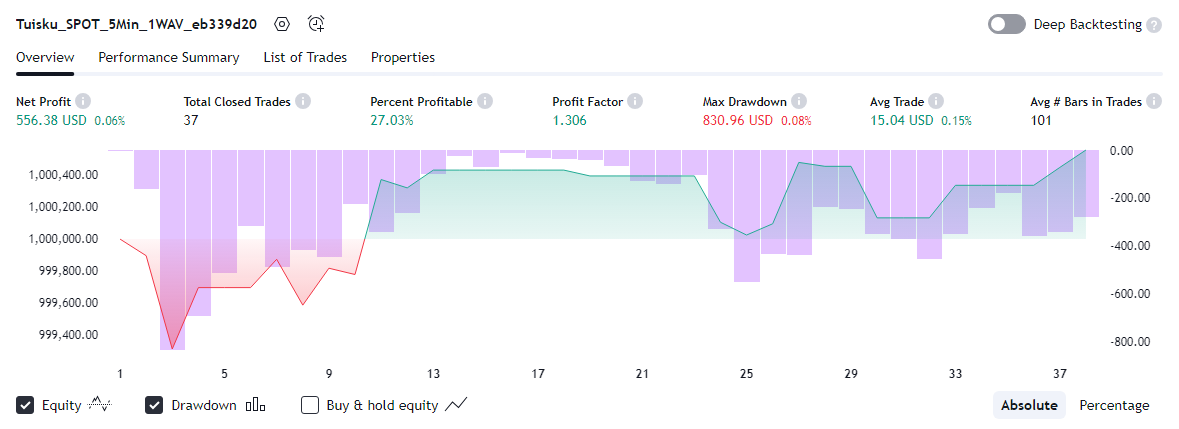 Tuisku_SPOT_5Min_1WAV_eb339d20 Deep Backtesting ?
Overview Performance Summary List of Trades Properties
Net Profit i Total Closed Trades i Percent Profitable i Profit Factor i Max Drawdown i Avg Trade i Avg # Bars in Trades i
556.38 USD 0.06% 37 27.03% 1.306 830.96 USD 0.08% 15.04 USD 0.15% 101
0.00
1,000,400.00
-200.00
1,000,200.00
1,000,000.00 -400.00
999,800.00
999,600.00 -600.00
999,400.00 -800.00
1 5 9 13 17 21 25 29 33 37
Equity Drawdown Buy & hold equity Absolute Percentage